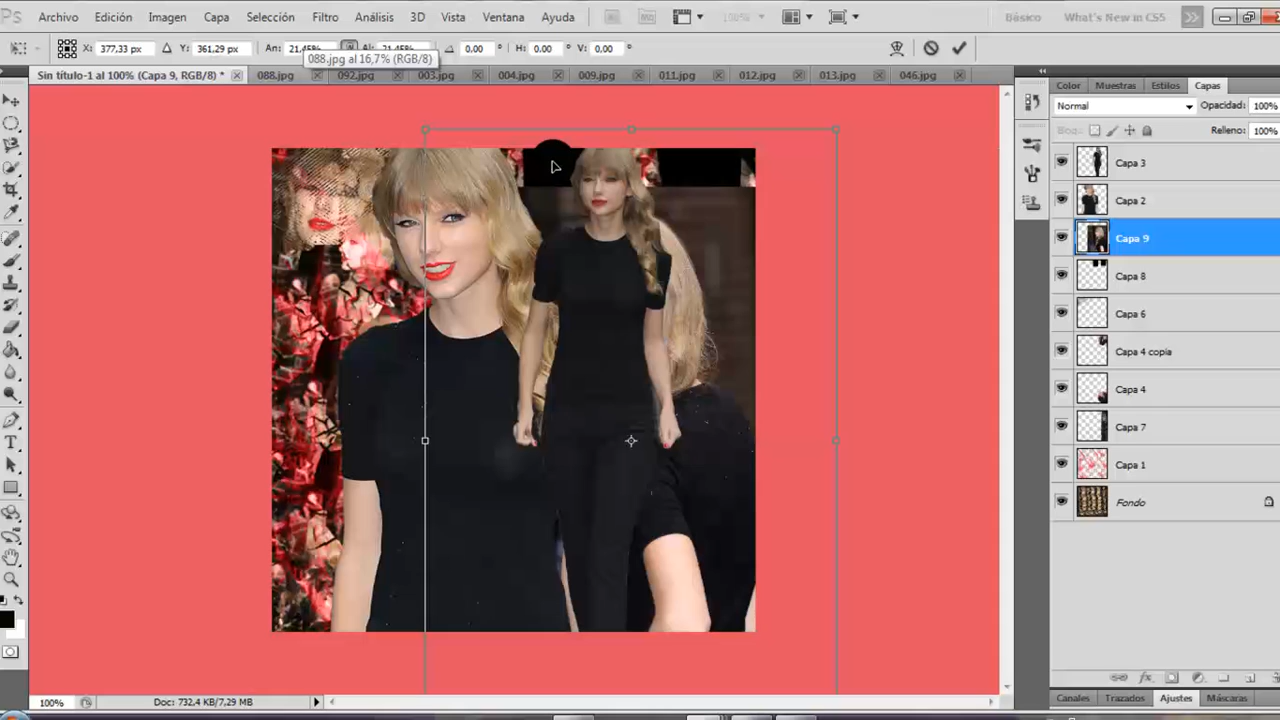 Ps Archivo Edición Imagen Capa Selección Filtro Análisis 3D Vista Ventana Ayuda 100% Básico What's New in CS5
X: 377,33 px Y: 361,29 px An: 21,45% Al: 21,45% 0,00 ° H: 0,00 ° V: 0,00 °
088.jpg al 16,7% (RGB/8)
Sin título-1 al 100% (Capa 9, RGB/8) * 088.jpg 092.jpg 003.jpg 004.jpg 009.jpg 011.jpg 012.jpg 013.jpg 046.jpg
Color Muestras Estilos Capas
Normal Opacidad: 100%
Bloq.: Relleno: 100%
Capa 3
Capa 2
Capa 9
Capa 8
Capa 6
Capa 4 copia
Capa 4
Capa 7
Capa 1
Fondo
T
fx
100% Doc: 732,4 KB/7,29 MB
Canales Trazados Ajustes Máscaras